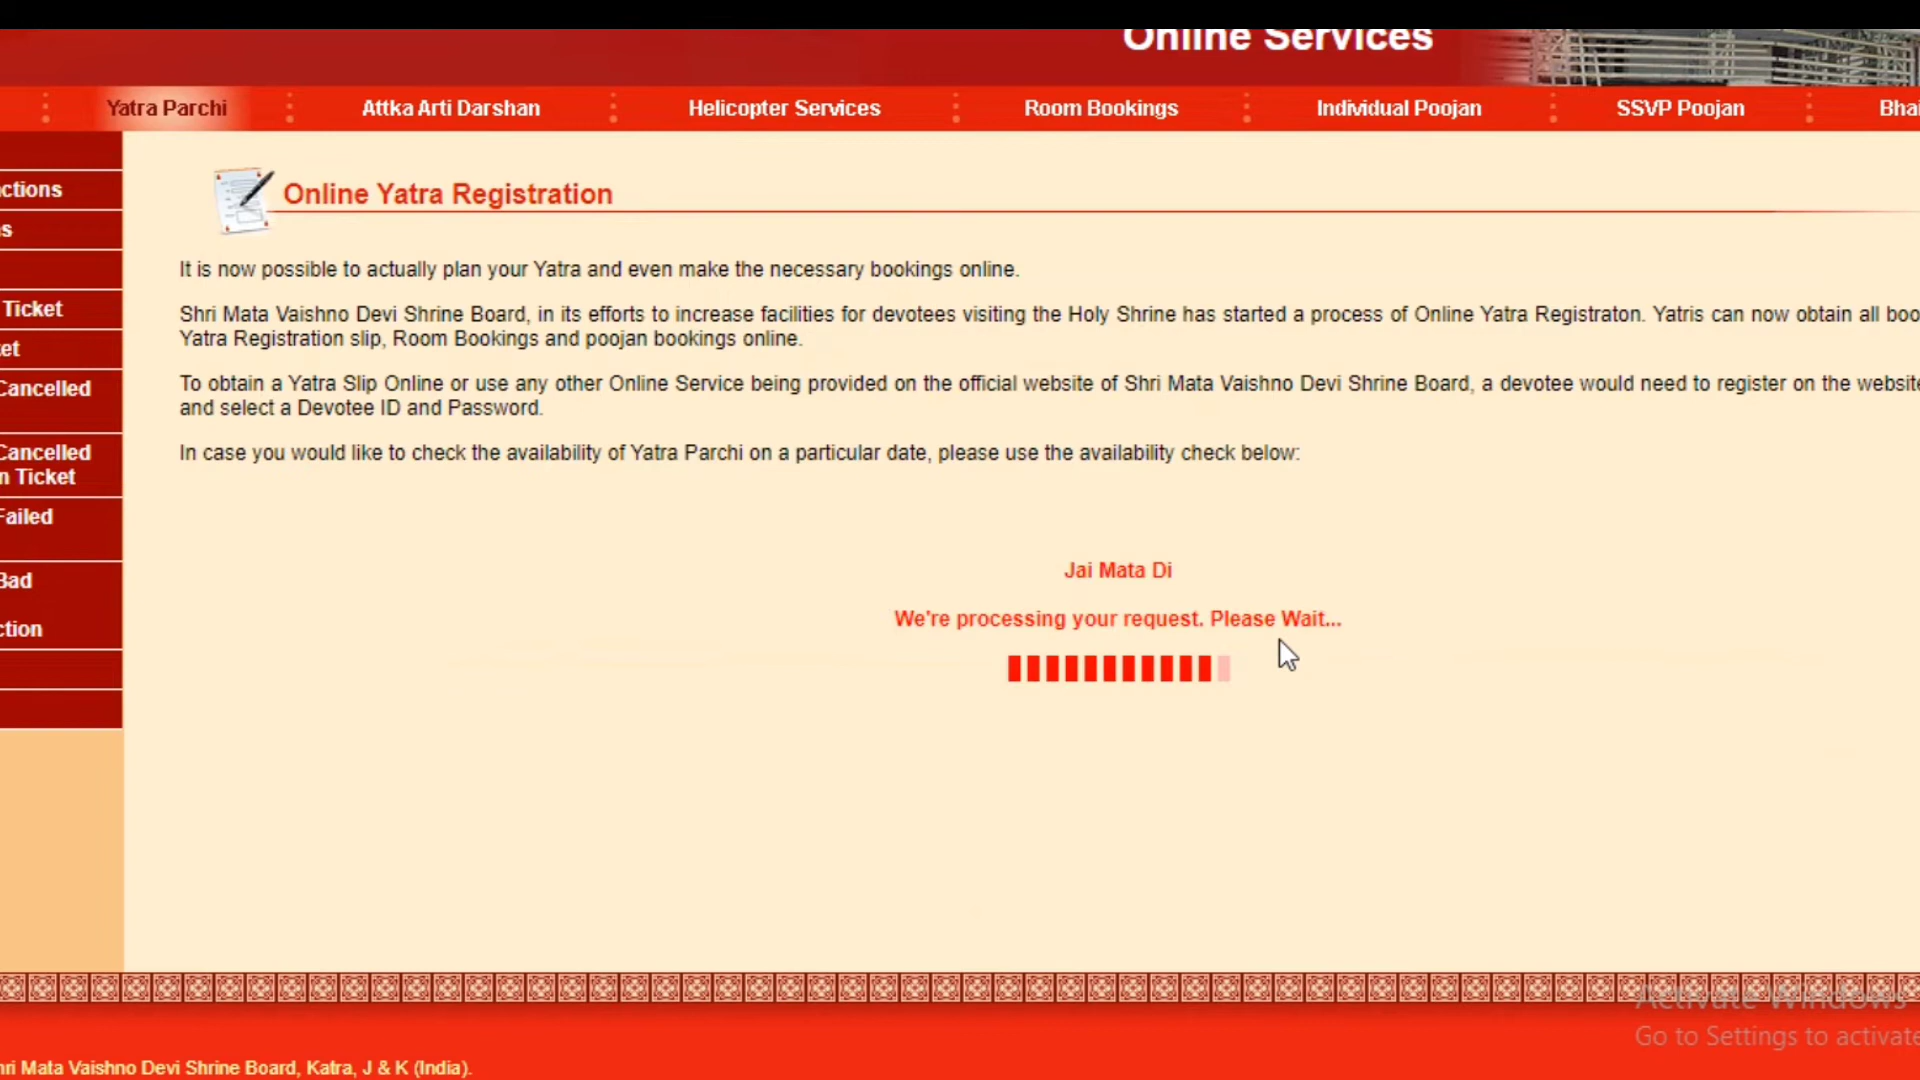 Online Services
Yatra Parchi
Attka Arti Darshan
Helicopter Services
Room Bookings
Individual Poojan
SSVP Poojan
Bhai
ctions
s
Ticket
et
Cancelled
Cancelled
n Ticket
Failed
Bad
ction
Online Yatra Registration
It is now possible to actually plan your Yatra and even make the necessary bookings online.
Shri Mata Vaishno Devi Shrine Board, in its efforts to increase facilities for devotees visiting the Holy Shrine has started a process of Online Yatra Registraton. Yatris can now obtain all boo
Yatra Registration slip, Room Bookings and poojan bookings online.
To obtain a Yatra Slip Online or use any other Online Service being provided on the official website of Shri Mata Vaishno Devi Shrine Board, a devotee would need to register on the website
and select a Devotee ID and Password.
In case you would like to check the availability of Yatra Parchi on a particular date, please use the availability check below:
Jai Mata Di
We're processing your request. Please Wait...
Activate Windows
Go to Settings to activate
hri Mata Vaishno Devi Shrine Board, Katra, J & K (India).